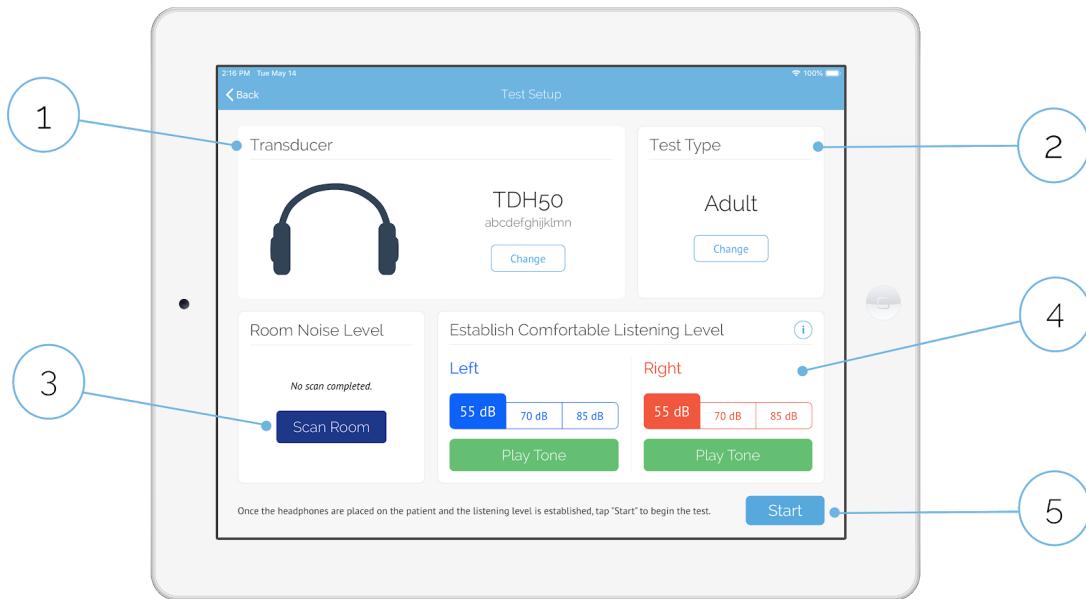 2:16 PM Tue May 14
100%
Back
Test Setup
1
Transducer
TDH50
abcdefghijklmn
Change
2
Test Type
Adult
Change
3
Room Noise Level
No scan completed.
Scan Room
4
Establish Comfortable Listening Level
i
Left
55 dB 70 dB 85 dB
Play Tone
Right
55 dB 70 dB 85 dB
Play Tone
Once the headphones are placed on the patient and the listening level is established, tap "Start" to begin the test.
Start
5